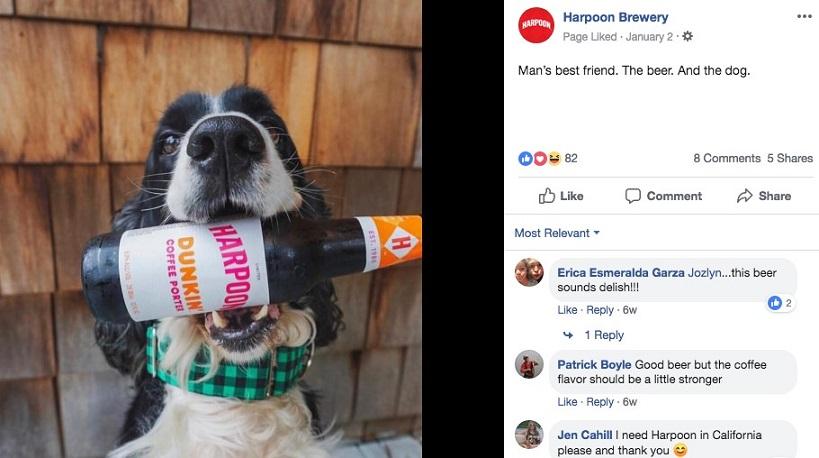 HARPOON
DUNKIN'
COFFEE PORTER
EST. 1986
H
HARPOON
Harpoon Brewery
Page Liked · January 2 ·
Man's best friend. The beer. And the dog.
82
8 Comments 5 Shares
Like Comment Share
Most Relevant
Erica Esmeralda Garza Jozlyn...this beer
sounds delish!!!
2
Like · Reply · 6w
1 Reply
Patrick Boyle Good beer but the coffee
flavor should be a little stronger
Like · Reply · 6w
Jen Cahill I need Harpoon in California
please and thank you 😊